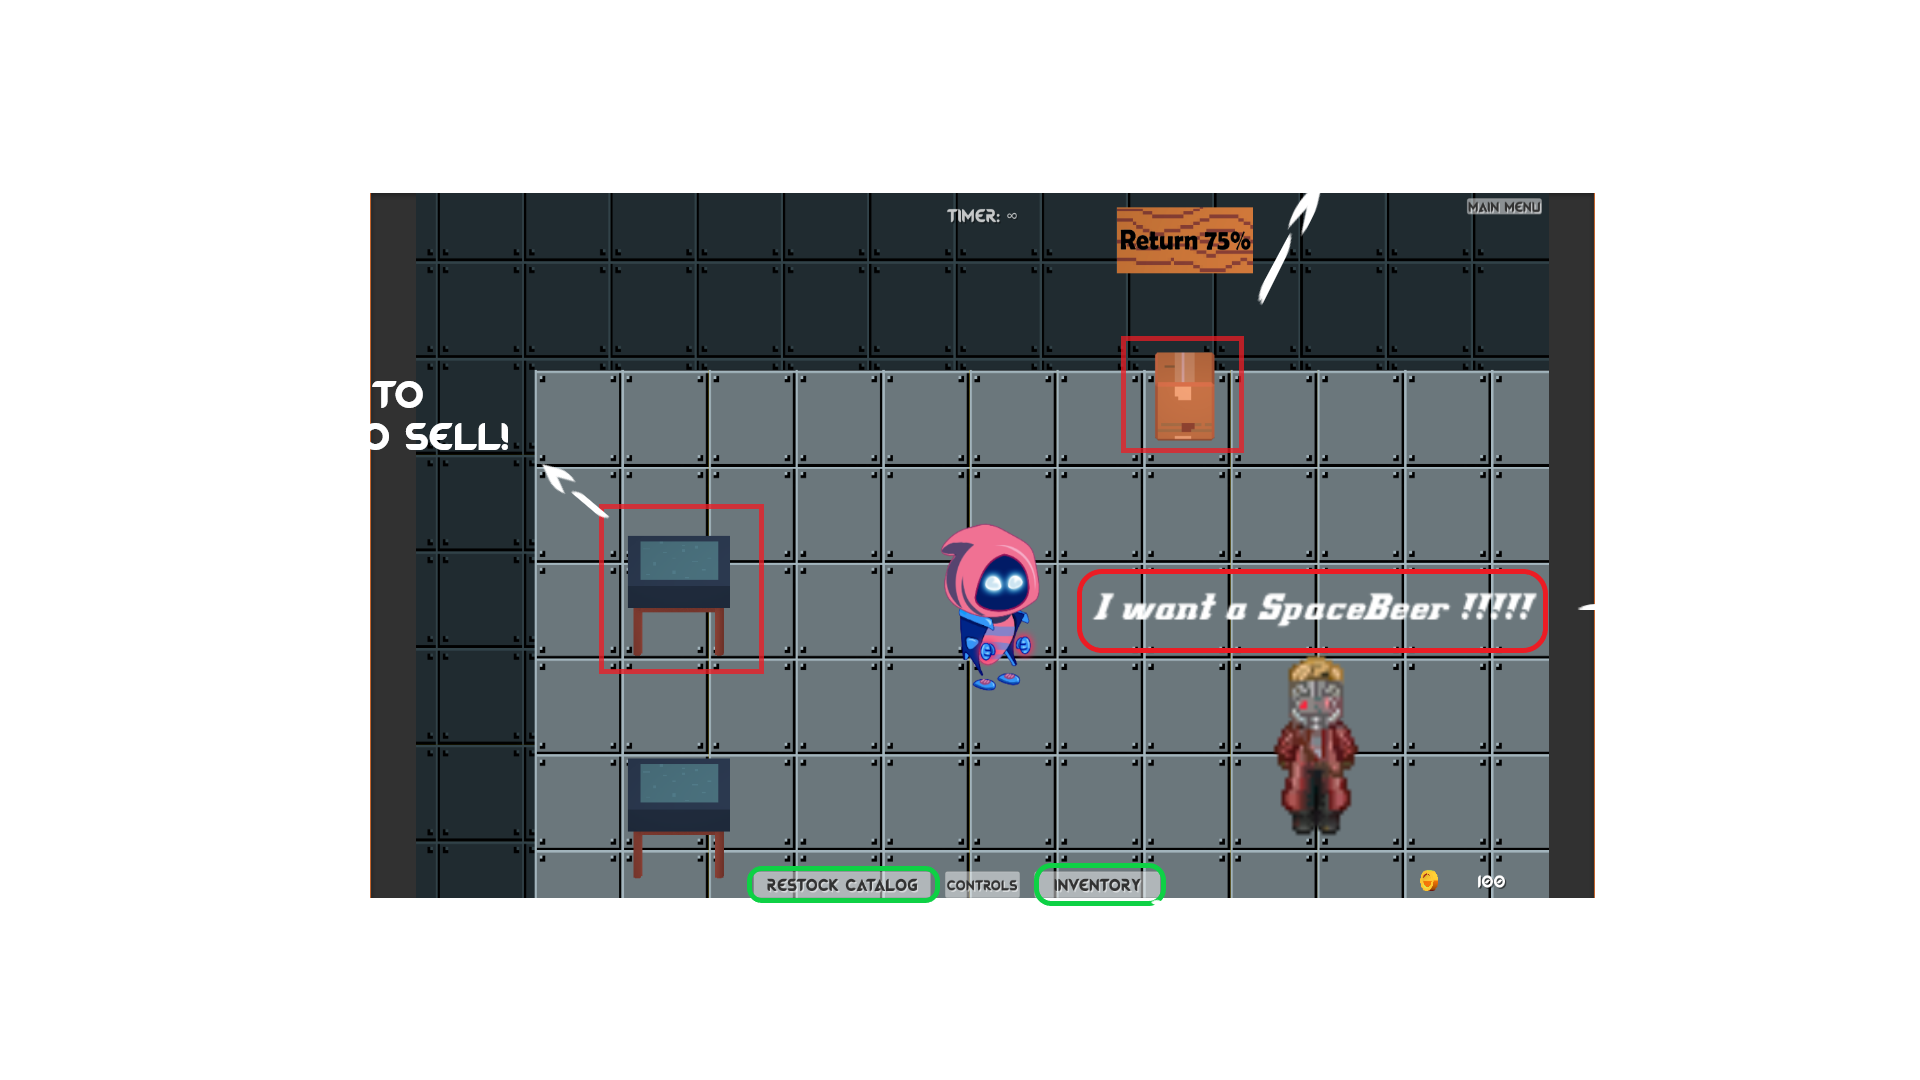 TIMER: ∞
MAIN MENU
Return 75%
TO
O SELL!
I want a SpaceBeer !!!!!
RESTOCK CATALOG
CONTROLS
INVENTORY
100